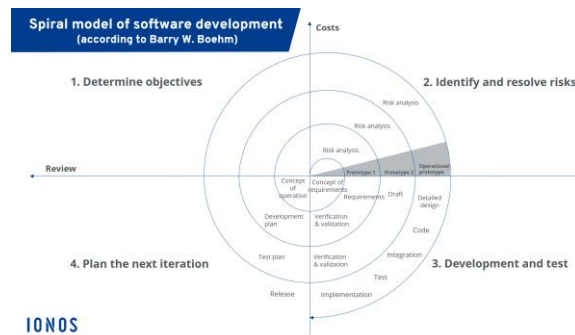 Spiral model of software development
(according to Barry W. Boehm)
Costs
1. Determine objectives
2. Identify and resolve risks
Risk analysis
Risk analysis
Risk analysis
Review
Prototype 1
Prototype 2
Operational
prototype
Concept
of
operation
Concept of
requirements
Requirements
Draft
Detailed
design
Development
plan
Verification
& validation
Code
Test plan
Verification
& validation
Integration
4. Plan the next iteration
3. Development and test
Test
Release
Implementation
IONOS